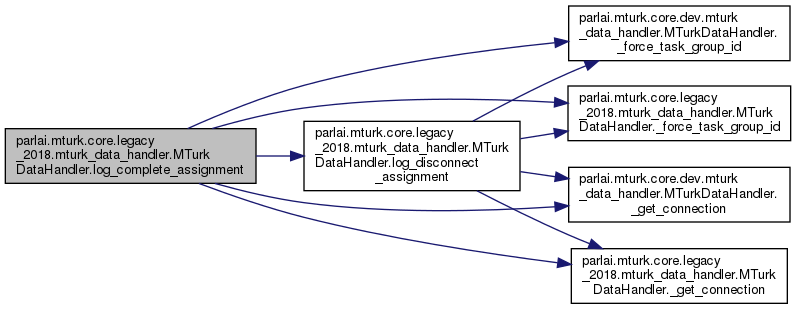 parlai.mturk.core.legacy
_2018.mturk_data_handler.MTurk
DataHandler.log_complete_assignment
parlai.mturk.core.legacy
_2018.mturk_data_handler.MTurk
DataHandler.log_disconnect
_assignment
parlai.mturk.core.dev.mturk
_data_handler.MTurkDataHandler.
_force_task_group_id
parlai.mturk.core.legacy
_2018.mturk_data_handler.MTurk
DataHandler._force_task_group_id
parlai.mturk.core.dev.mturk
_data_handler.MTurkDataHandler.
_get_connection
parlai.mturk.core.legacy
_2018.mturk_data_handler.MTurk
DataHandler._get_connection